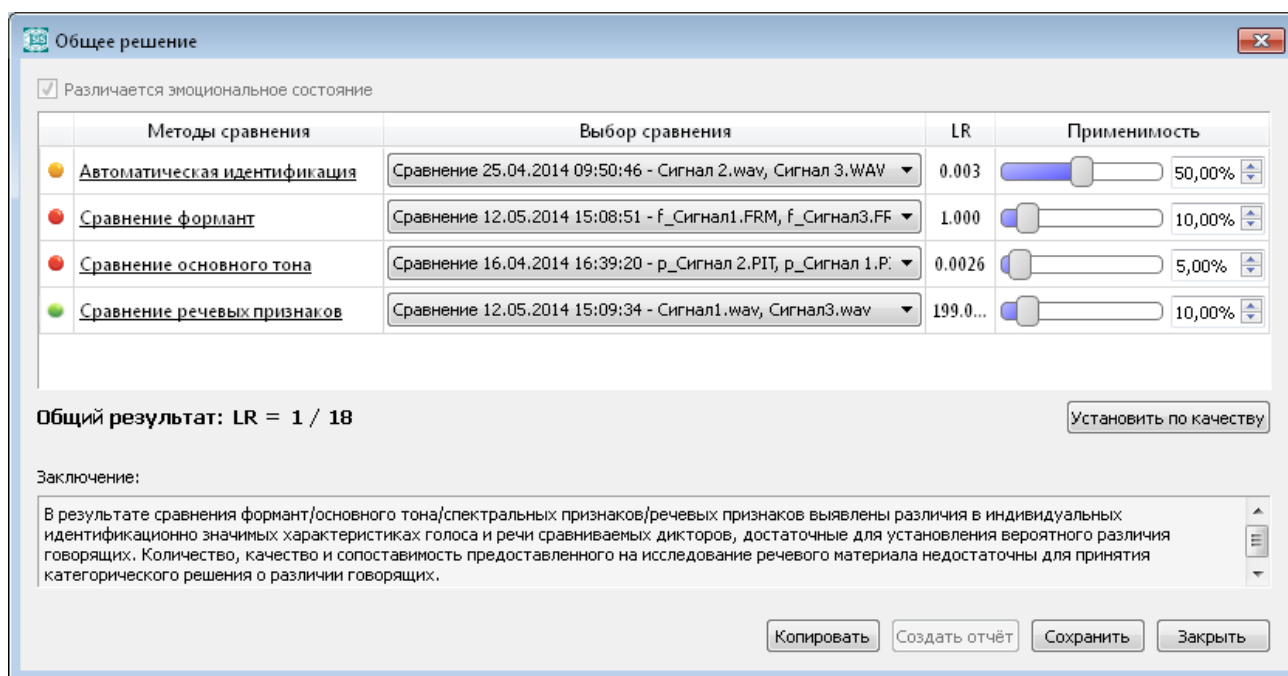 Общее решение
Различается эмоциональное состояние
Методы сравнения Выбор сравнения LR Применимость
Автоматическая идентификация Сравнение 25.04.2014 09:50:46 - Сигнал 2.wav, Сигнал 3.WAV 0.003 50,00%
Сравнение формант Сравнение 12.05.2014 15:08:51 - f_Сигнал1.FRM, f_Сигнал3.FR 1.000 10,00%
Сравнение основного тона Сравнение 16.04.2014 16:39:20 - p_Сигнал 2.PIT, p_Сигнал 1.P 0.0026 5,00%
Сравнение речевых признаков Сравнение 12.05.2014 15:09:34 - Сигнал1.wav, Сигнал3.wav 199.0... 10,00%
Общий результат: LR = 1 / 18 Установить по качеству
Заключение:
В результате сравнения формант/основного тона/спектральных признаков/речевых признаков выявлены различия в индивидуальных
идентификационно значимых характеристиках голоса и речи сравниваемых дикторов, достаточные для установления вероятного различия
говорящих. Количество, качество и сопоставимость предоставленного на исследование речевого материала недостаточны для принятия
категорического решения о различии говорящих.
Копировать Создать отчёт Сохранить Закрыть